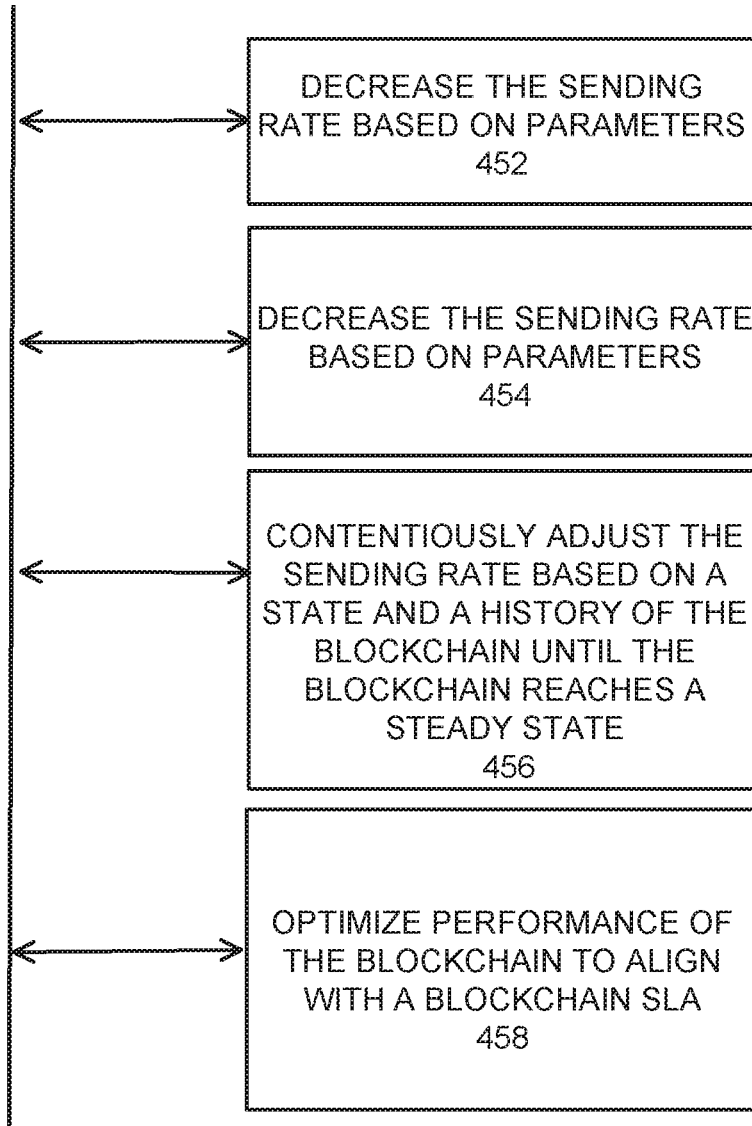 DECREASE THE SENDING
RATE BASED ON PARAMETERS
452
DECREASE THE SENDING RATE
BASED ON PARAMETERS
454
CONTENTIOUSLY ADJUST THE
SENDING RATE BASED ON A
STATE AND A HISTORY OF THE
BLOCKCHAIN UNTIL THE
BLOCKCHAIN REACHES A
STEADY STATE
456
OPTIMIZE PERFORMANCE OF
THE BLOCKCHAIN TO ALIGN
WITH A BLOCKCHAIN SLA
458